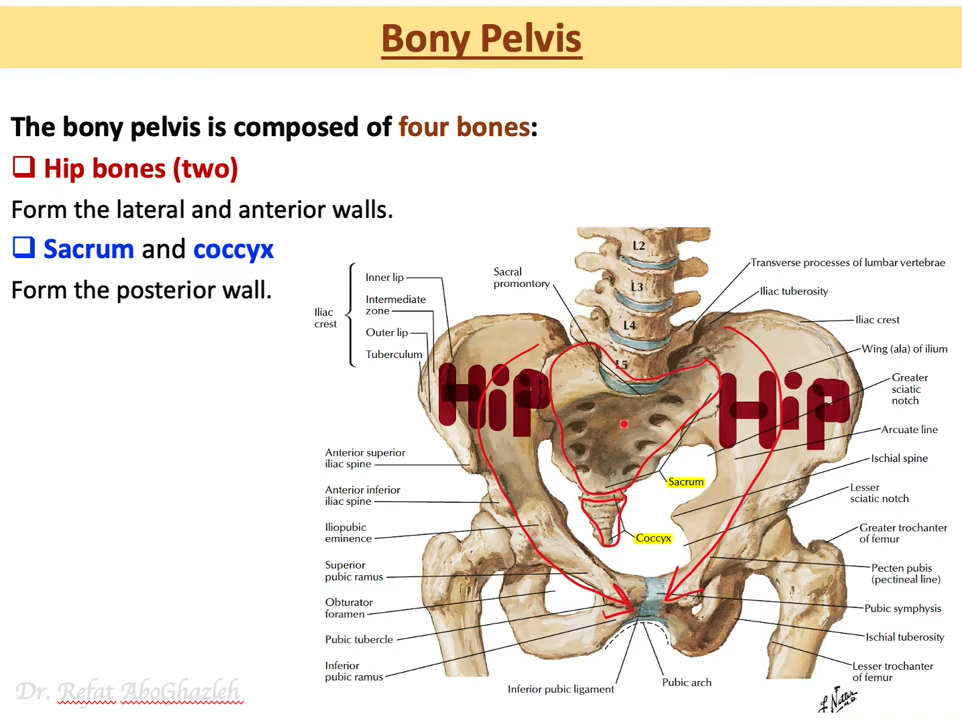 Bony Pelvis
The bony pelvis is composed of four bones:
Hip bones (two)
Form the lateral and anterior walls.
Sacrum and coccyx
Form the posterior wall.
Iliac
crest
Inner lip
Intermediate
zone
Outer lip
Tuberculum
Sacral
promontory
L2
L3
L4
L5
Transverse processes of lumbar vertebrae
Iliac tuberosity
Iliac crest
Wing (ala) of ilium
Greater
sciatic
notch
Arcuate line
Ischial spine
Lesser
sciatic notch
Greater trochanter
of femur
Pecten pubis
(pectineal line)
Pubic symphysis
Ischial tuberosity
Lesser trochanter
of femur
Hip
Hip
Sacrum
Coccyx
Anterior superior
iliac spine
Anterior inferior
iliac spine
Iliopubic
eminence
Superior
pubic ramus
Obturator
foramen
Pubic tubercle
Inferior
pubic ramus
Inferior pubic ligament
Pubic arch
Dr. Refat AboGhazleh
F. Netter
M.D.